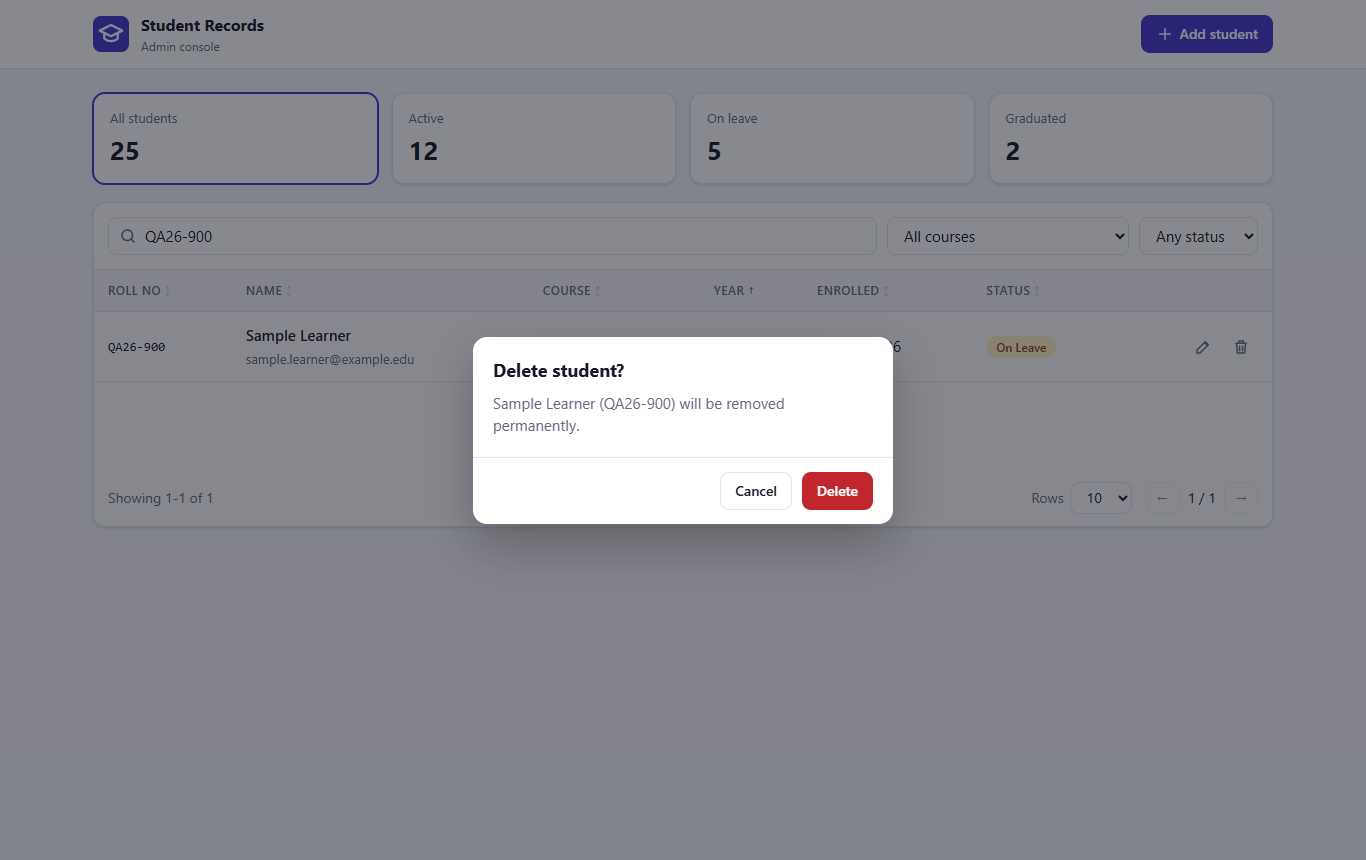 Student Records
Admin console
Add student
All students
25
Active
12
On leave
5
Graduated
2
QA26-900
All courses
Any status
ROLL NO
NAME
COURSE
YEAR ↑
ENROLLED
STATUS
QA26-900
Sample Learner
sample.learner@example.edu
6
On Leave
Delete student?
Sample Learner (QA26-900) will be removed
permanently.
Cancel
Delete
Showing 1-1 of 1
Rows
10
←
1 / 1
→